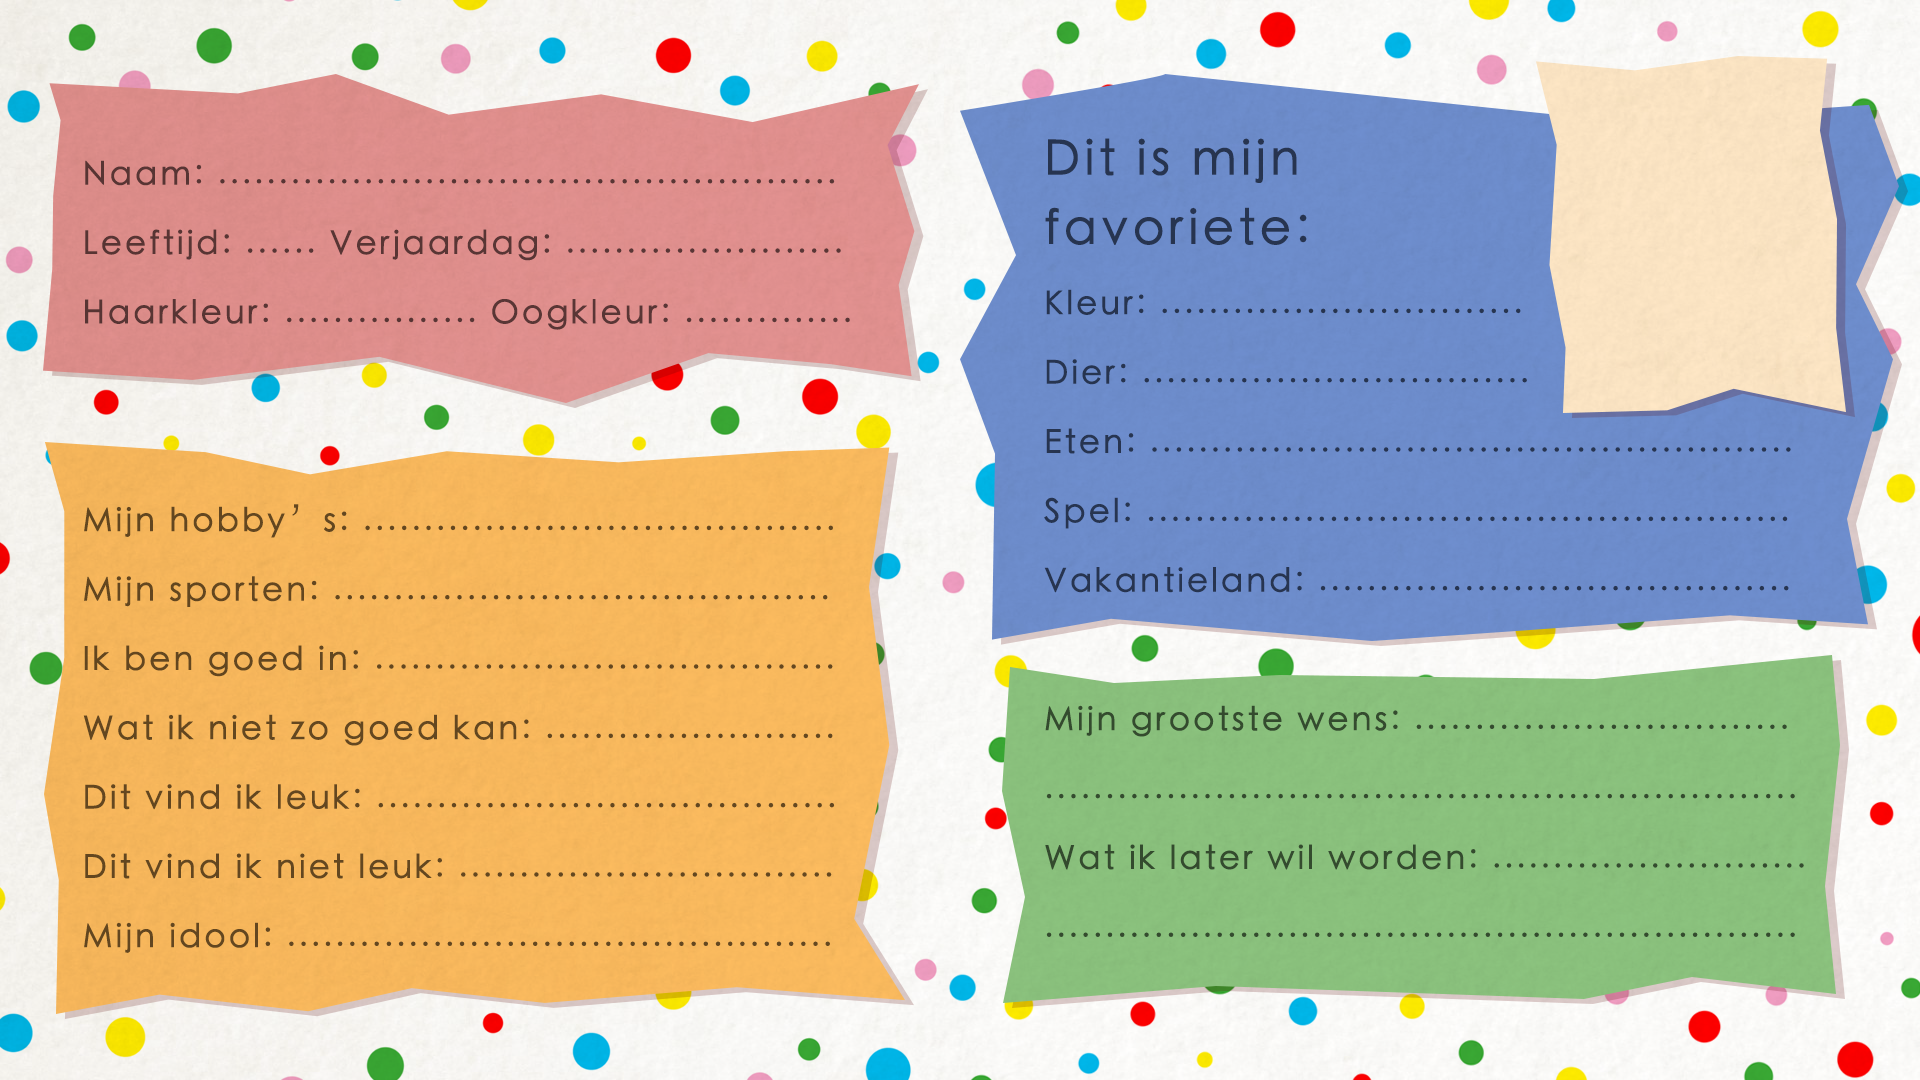 Naam: ...................................................
Leeftijd: ...... Verjaardag: .......................
Haarkleur: ................ Oogkleur: ..............
Mijn hobby’s: .......................................
Mijn sporten: .........................................
Ik ben goed in: ......................................
Wat ik niet zo goed kan: ........................
Dit vind ik leuk: ......................................
Dit vind ik niet leuk: ...............................
Mijn idool: .............................................
Dit is mijn
favoriete:
Kleur: ..............................
Dier: ................................
Eten: .....................................................
Spel: .....................................................
Vakantieland: .......................................
Mijn grootste wens: ...............................
..............................................................
Wat ik later wil worden: ..........................
..............................................................